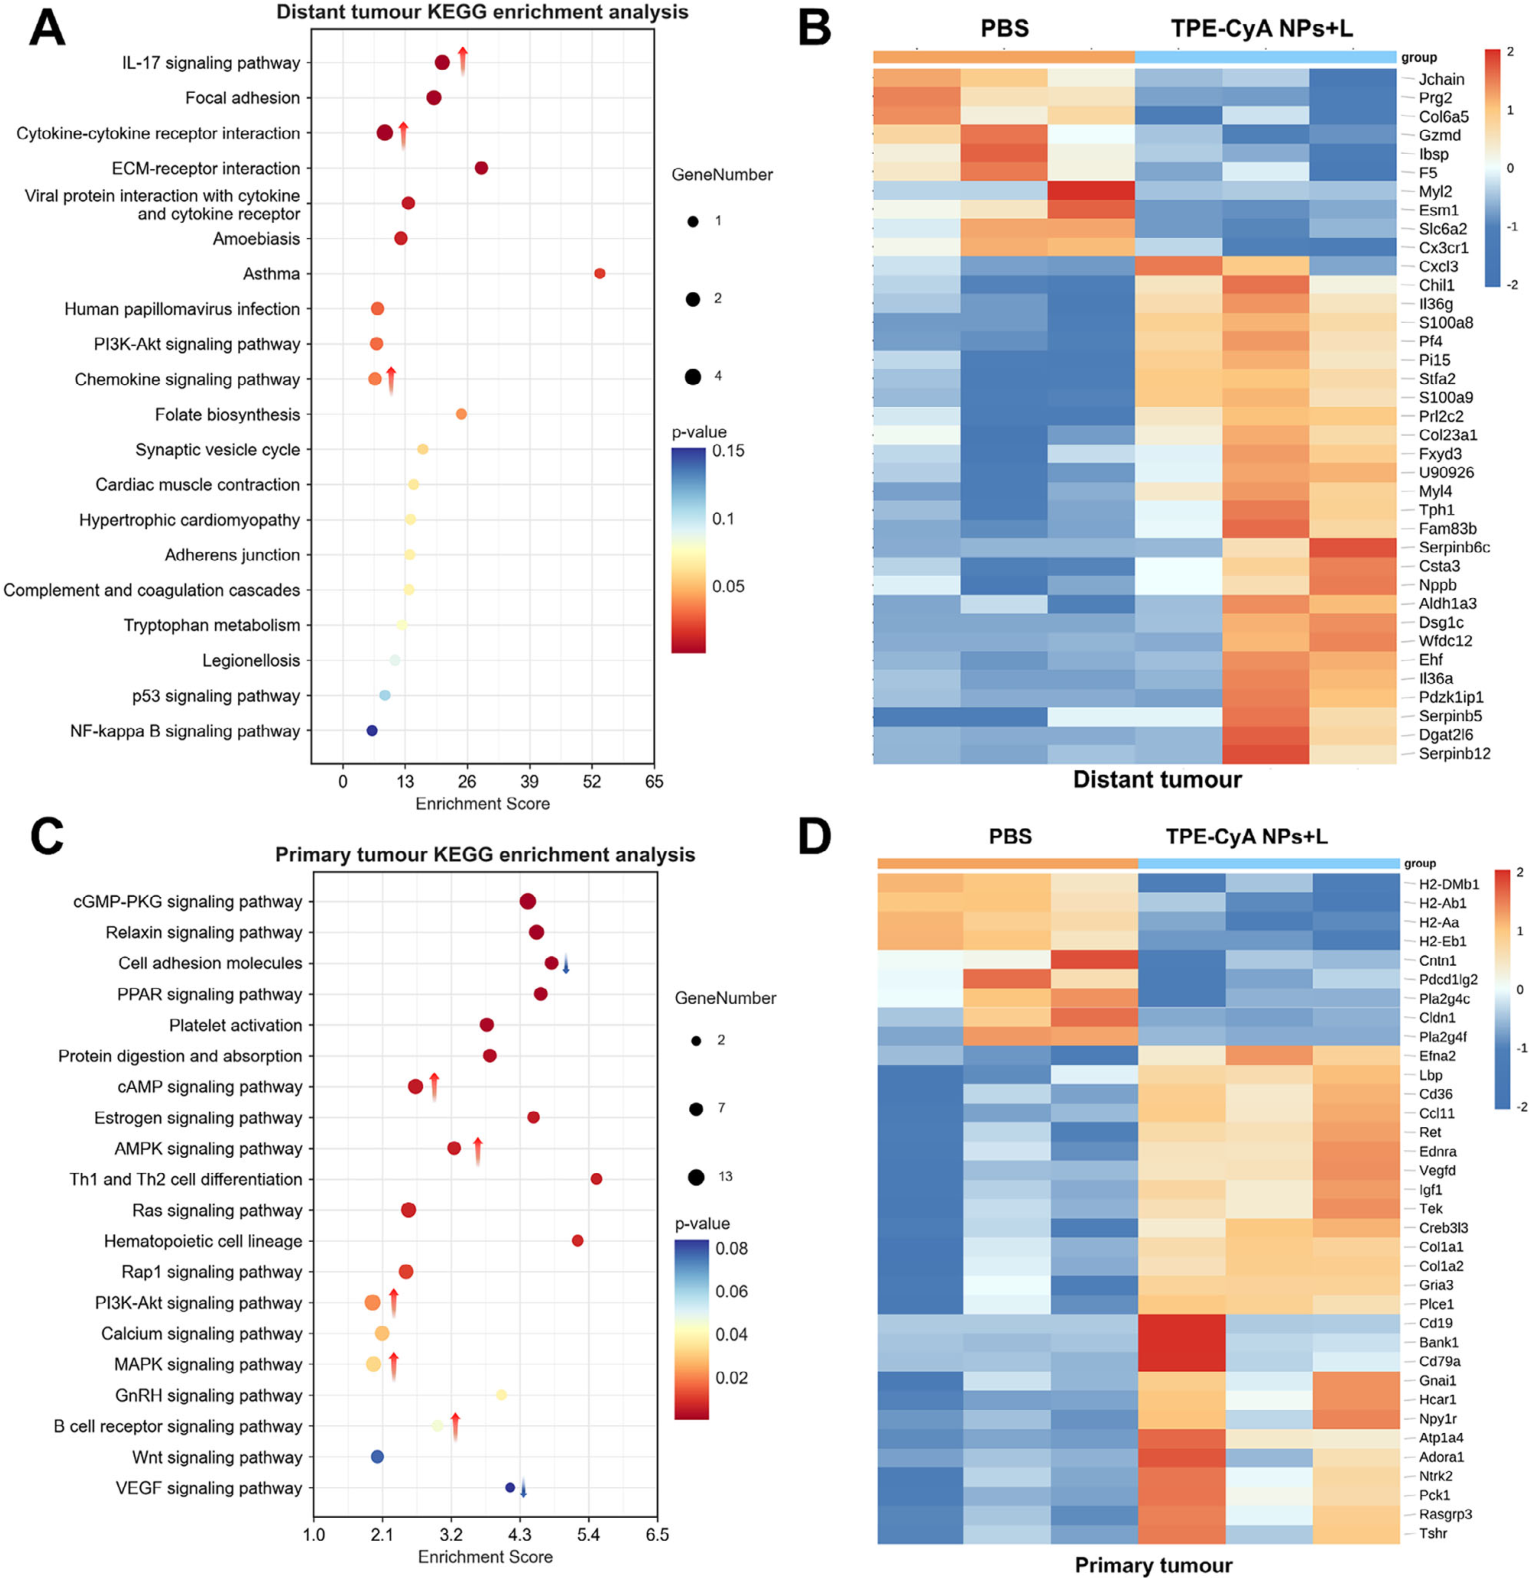 A
Distant tumour KEGG enrichment analysis
IL-17 signaling pathway
Focal adhesion
Cytokine-cytokine receptor interaction
ECM-receptor interaction
Viral protein interaction with cytokine
and cytokine receptor
Amoebiasis
Asthma
Human papillomavirus infection
PI3K-Akt signaling pathway
Chemokine signaling pathway
Folate biosynthesis
Synaptic vesicle cycle
Cardiac muscle contraction
Hypertrophic cardiomyopathy
Adherens junction
Complement and coagulation cascades
Tryptophan metabolism
Legionellosis
p53 signaling pathway
NF-kappa B signaling pathway
0 13 26 39 52 65
Enrichment Score
GeneNumber
1
2
4
p-value
0.15
0.1
0.05
B
PBS TPE-CyA NPs+L
group
Jchain
Prg2
Col6a5
Gzmd
Ibsp
F5
Myl2
Esm1
Slc6a2
Cx3cr1
Cxcl3
Chil1
Il36g
S100a8
Pf4
Pi15
Stfa2
S100a9
Prl2c2
Col23a1
Fxyd3
U90926
Myl4
Tph1
Fam83b
Serpinb6c
Csta3
Nppb
Aldh1a3
Dsg1c
Wfdc12
Ehf
Il36a
Pdzk1ip1
Serpinb5
Dgat2l6
Serpinb12
2
1
0
-1
-2
Distant tumour
C
Primary tumour KEGG enrichment analysis
cGMP-PKG signaling pathway
Relaxin signaling pathway
Cell adhesion molecules
PPAR signaling pathway
Platelet activation
Protein digestion and absorption
cAMP signaling pathway
Estrogen signaling pathway
AMPK signaling pathway
Th1 and Th2 cell differentiation
Ras signaling pathway
Hematopoietic cell lineage
Rap1 signaling pathway
PI3K-Akt signaling pathway
Calcium signaling pathway
MAPK signaling pathway
GnRH signaling pathway
B cell receptor signaling pathway
Wnt signaling pathway
VEGF signaling pathway
1.0 2.1 3.2 4.3 5.4 6.5
Enrichment Score
GeneNumber
2
7
13
p-value
0.08
0.06
0.04
0.02
D
PBS TPE-CyA NPs+L
group
H2-DMb1
H2-Ab1
H2-Aa
H2-Eb1
Cntn1
Pdcd1lg2
Pla2g4c
Cldn1
Pla2g4f
Efna2
Lbp
Cd36
Ccl11
Ret
Ednra
Vegfd
Igf1
Tek
Creb3l3
Col1a1
Col1a2
Gria3
Plce1
Cd19
Bank1
Cd79a
Gnai1
Hcar1
Npy1r
Atp1a4
Adora1
Ntrk2
Pck1
Rasgrp3
Tshr
2
1
0
-1
-2
Primary tumour